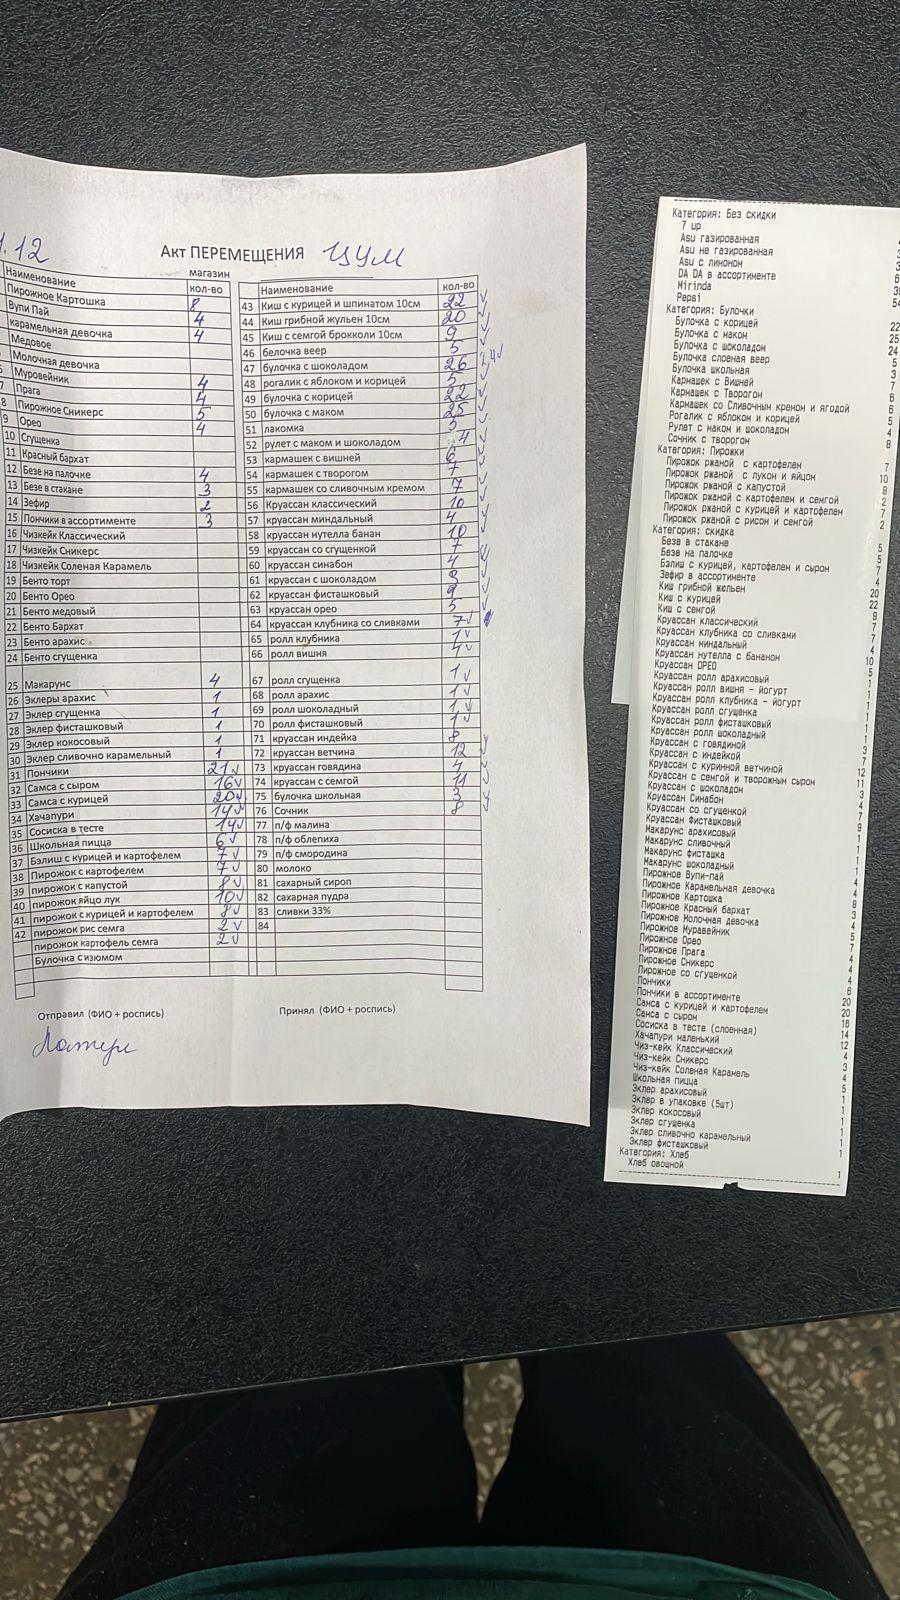 .12 Акт ПЕРЕМЕЩЕНИЯ ЦУМ
магазин
Наименование кол-во
Пирожное Картошка 8
Вупи Пай 4
карамельная девочка 4
Медовое
Молочная девочка
Муравейник 4
7 Прага 4
8 Пирожное Сникерс 5
9 Орео 4
10 Сгущенка
11 Красный бархат
12 Безе на палочке 4
13 Безе в стакане 3
14 Зефир 2
15 Пончики в ассортименте 3
16 Чизкейк Классический
17 Чизкейк Сникерс
18 Чизкейк Соленая Карамель
19 Бенто торт
20 Бенто Орео
21 Бенто медовый
22 Бенто Бархат
23 Бенто арахис
24 Бенто сгущенка
25 Макарунс 4
26 Эклеры арахис 1
27 Эклер сгущенка 1
28 Эклер фисташковый 1
29 Эклер кокосовый 1
30 Эклер сливочно карамельный 1
31 Пончики 21
32 Самса с сыром 16
33 Самса с курицей 20
34 Хачапури 14
35 Сосиска в тесте 14
36 Школьная пицца 6
37 Бэлиш с курицей и картофелем 7
38 Пирожок с картофелем 7
39 пирожок с капустой 8
40 пирожок яйцо лук 10
41 пирожок с курицей и картофелем 8
42 пирожок рис семга 2
пирожок картофель семга 2
Булочка с изюмом
Наименование кол-во
43 Киш с курицей и шпинатом 10см 22
44 Киш грибной жульен 10см 20
45 Киш с семгой брокколи 10см 9
46 белочка веер 5
47 булочка с шоколадом 26
48 рогалик с яблоком и корицей 5
49 булочка с корицей 22
50 булочка с маком 25
51 лакомка
52 рулет с маком и шоколадом 4
53 кармашек с вишней 6
54 кармашек с творогом 7
55 кармашек со сливочным кремом 7
56 Круассан классический 10
57 круассан миндальный 4
58 круассан нутелла банан 10
59 круассан со сгущенкой 7
60 круассан синабон 4
61 круассан с шоколадом
62 круассан фисташковый 9
63 круассан орео 5
64 круассан клубника со сливками 7
65 ролл клубника 1
66 ролл вишня
67 ролл сгущенка 1
68 ролл арахис 1
69 ролл шоколадный 1
70 ролл фисташковый 1
71 круассан индейка 8
72 круассан ветчина 12
73 круассан говядина 4
74 круассан с семгой 11
75 булочка школьная 3
76 Сочник 8
77 п/ф малина
78 п/ф облепиха
79 п/ф смородина
80 молоко
81 сахарный сироп
82 сахарная пудра
83 сливки 33%
84
Отправил (ФИО + роспись) Принял (ФИО + роспись)
Категория: Без скидки
7 up
Asu газированная
Asu не газированная
Asu с лимоном
DA DA в ассортименте
Mirinda
Pepsi
Категория: Булочки
Булочка с корицей 22
Булочка с маком 25
Булочка с шоколадом 24
Булочка слоеная веер 5
Булочка школьная 3
Кармашек с Вишней 7
Кармашек с Творогом 6
Кармашек со Сливочным кремом и ягодой 6
Рогалик с яблоком и корицей 5
Рулет с маком и шоколадом 4
Сочник с творогом 8
Категория: Пирожки
Пирожок ржаной с картофелем 7
Пирожок ржаной с луком и яйцом 10
Пирожок ржаной с капустой 8
Пирожок ржаной с картофелем и семгой 2
Пирожок ржаной с курицей и картофелем 7
Пирожок ржаной с рисом и семгой 2
Категория: скидка
Безе в стакане 5
Безе на палочке 5
Бэлиш с курицей, картофелем и сыром 7
Зефир в ассортименте 4
Киш грибной жюльен 20
Киш с курицей 22
Киш с семгой 9
Круассан классический 7
Круассан клубника со сливками 7
Круассан миндальный 4
Круассан нутелла с бананом 10
Круассан ОРЕО 5
Круассан ролл арахисовый 1
Круассан ролл вишня - йогурт 1
Круассан ролл клубника - йогурт 1
Круассан ролл сгущенка 1
Круассан ролл фисташковый 1
Круассан ролл шоколадный 1
Круассан с говядиной 3
Круассан с индейкой 7
Круассан с куринной ветчиной 12
Круассан с семгой и творожным сыром 11
Круассан с шоколадом 3
Круассан Синабон 4
Круассан со сгущенкой 7
Круассан Фисташковый 9
Макарунс арахисовый 1
Макарунс сливочный 1
Макарунс фисташка 1
Макарунс шоколадный 1
Пирожное Вупи-пай 4
Пирожное Карамельная девочка 4
Пирожное Картошка 8
Пирожное Красный бархат 3
Пирожное Молочная девочка 4
Пирожное Муравейник 5
Пирожное Орео 7
Пирожное Прага 4
Пирожное Сникерс 4
Пирожное со сгущенкой 4
Пончики
Пончики в ассортименте 6
Самса с курицей и картофелем 20
Самса с сыром 20
Сосиска в тесте (слоенная) 16
Хачапури маленький 14
Чиз-кейк Классический 12
Чиз-кейк Сникерс 4
Чиз-кейк Соленая Карамель 3
Школьная пицца 4
Эклер арахисовый 5
Эклер в упаковке (5шт) 1
Эклер кокосовый 1
Эклер сгущенка 1
Эклер сливочно карамельный 1
Эклер фисташковый 1
Категория: Хлеб
Хлеб овощной 1